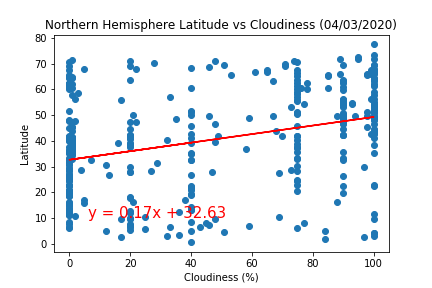 Northern Hemisphere Latitude vs Cloudiness (04/03/2020)
80
70
60
50
40
30
20
10
0
Latitude
y = 0.17x + 32.63
0 20 40 60 80 100
Cloudiness (%)